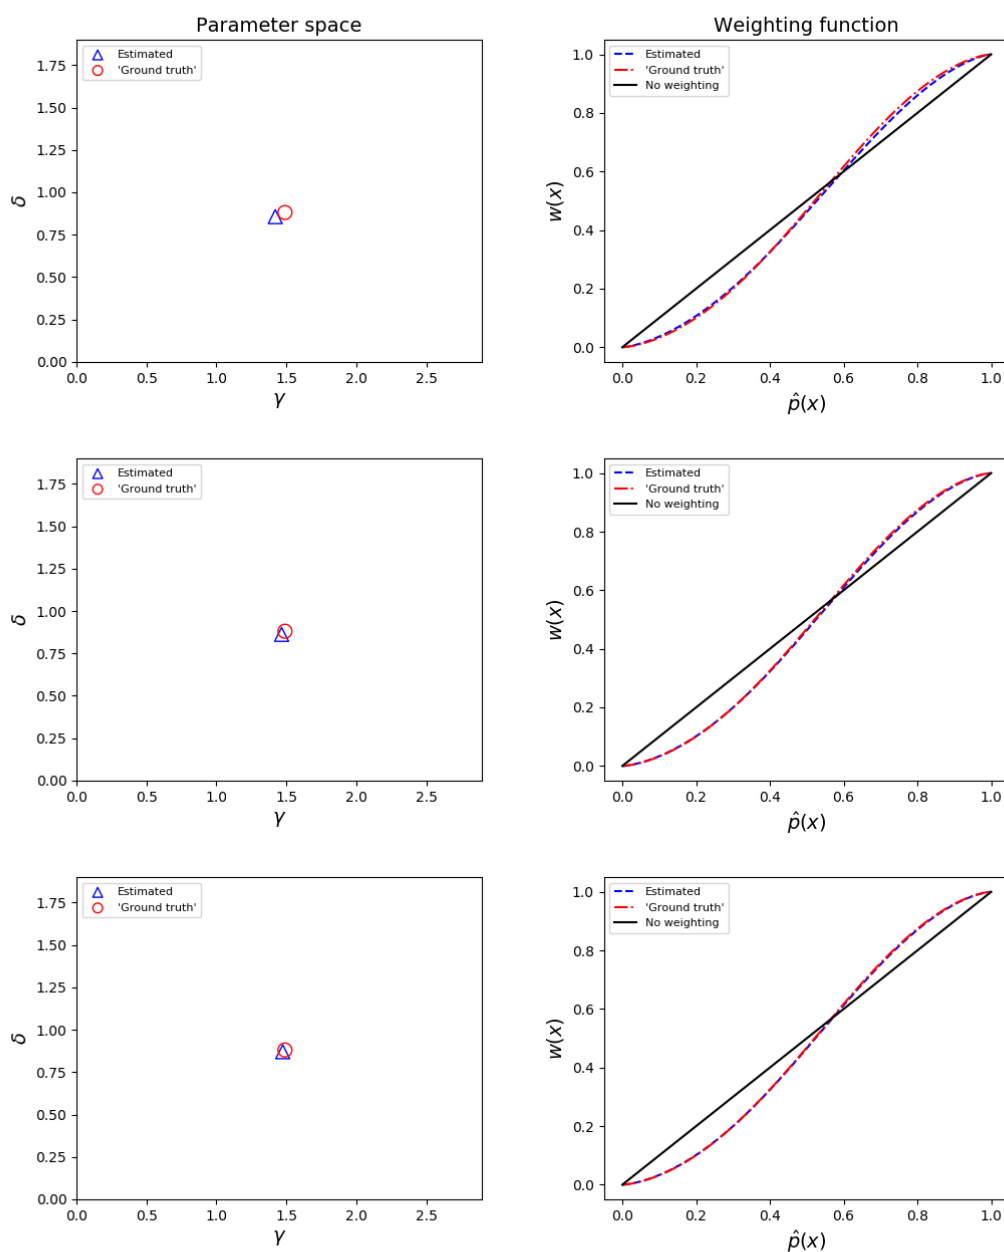 Parameter space
Estimated
'Ground truth'
1.75
1.50
1.25
1.00
0.75
0.50
0.25
0.00
δ
0.0 0.5 1.0 1.5 2.0 2.5
γ
Weighting function
Estimated
'Ground truth'
No weighting
1.0
0.8
0.6
0.4
0.2
0.0
w(x)
0.0 0.2 0.4 0.6 0.8 1.0
p̂(x)
Estimated
'Ground truth'
1.75
1.50
1.25
1.00
0.75
0.50
0.25
0.00
δ
0.0 0.5 1.0 1.5 2.0 2.5
γ
Estimated
'Ground truth'
No weighting
1.0
0.8
0.6
0.4
0.2
0.0
w(x)
0.0 0.2 0.4 0.6 0.8 1.0
p̂(x)
Estimated
'Ground truth'
1.75
1.50
1.25
1.00
0.75
0.50
0.25
0.00
δ
0.0 0.5 1.0 1.5 2.0 2.5
γ
Estimated
'Ground truth'
No weighting
1.0
0.8
0.6
0.4
0.2
0.0
w(x)
0.0 0.2 0.4 0.6 0.8 1.0
p̂(x)